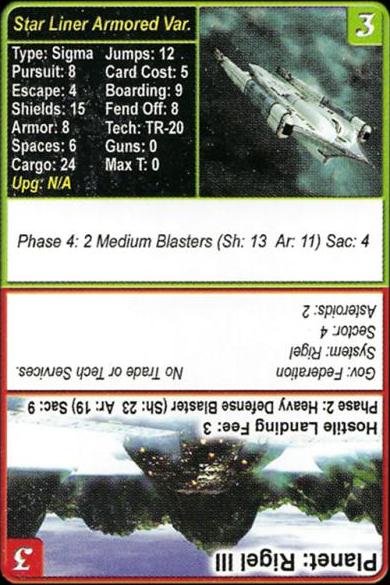 Star Liner Armored Var.
3
Type: Sigma Jumps: 12
Pursuit: 8 Card Cost: 5
Escape: 4 Boarding: 9
Shields: 15 Fend Off: 8
Armor: 8 Tech: TR-20
Spaces: 6 Guns: 0
Cargo: 24 Max T: 0
Upg: N/A
Phase 4: 2 Medium Blasters (Sh: 13 Ar: 11) Sac: 4
3
Planet: Rigel III
Hostile Landing Fee: 3
Phase 2: Heavy Defense Blaster (Sh: 23 Ar: 19) Sac: 9
Gov: Federation No Trade or Tech Services.
System: Rigel
Sector: 4
Asteroids: 2